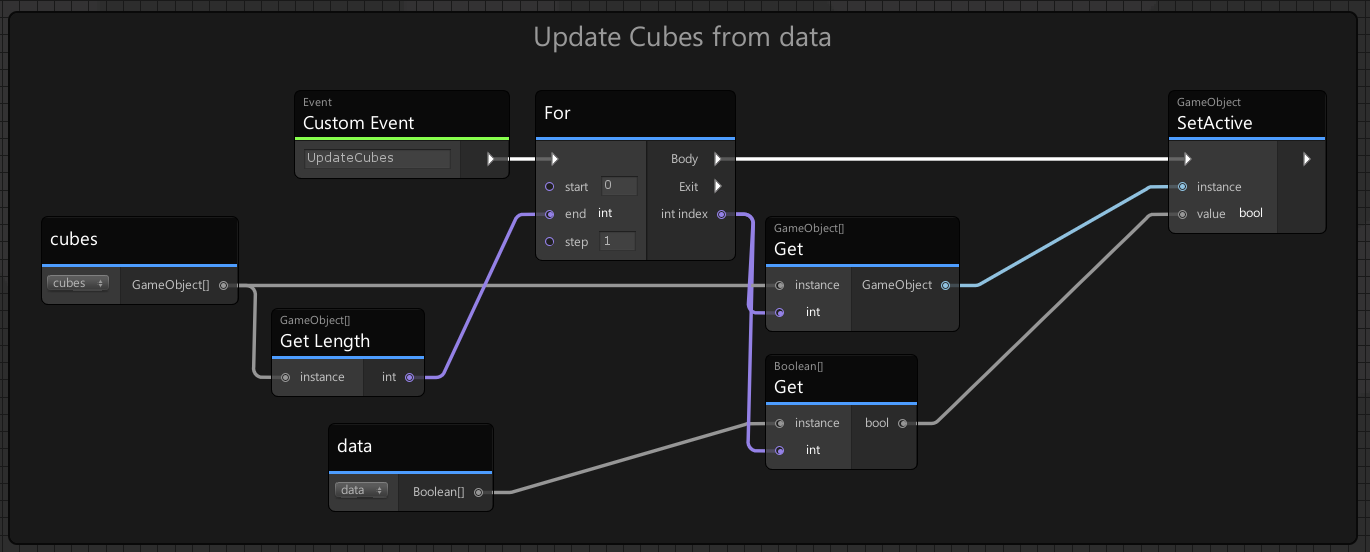 Update Cubes from data
Event
Custom Event
UpdateCubes
For
Body
Exit
start 0
end int
int index
step 1
GameObject
SetActive
instance
value bool
cubes
cubes
GameObject[]
GameObject[]
Get Length
instance
int
GameObject[]
Get
instance
GameObject
int
Boolean[]
Get
instance
bool
int
data
data
Boolean[]